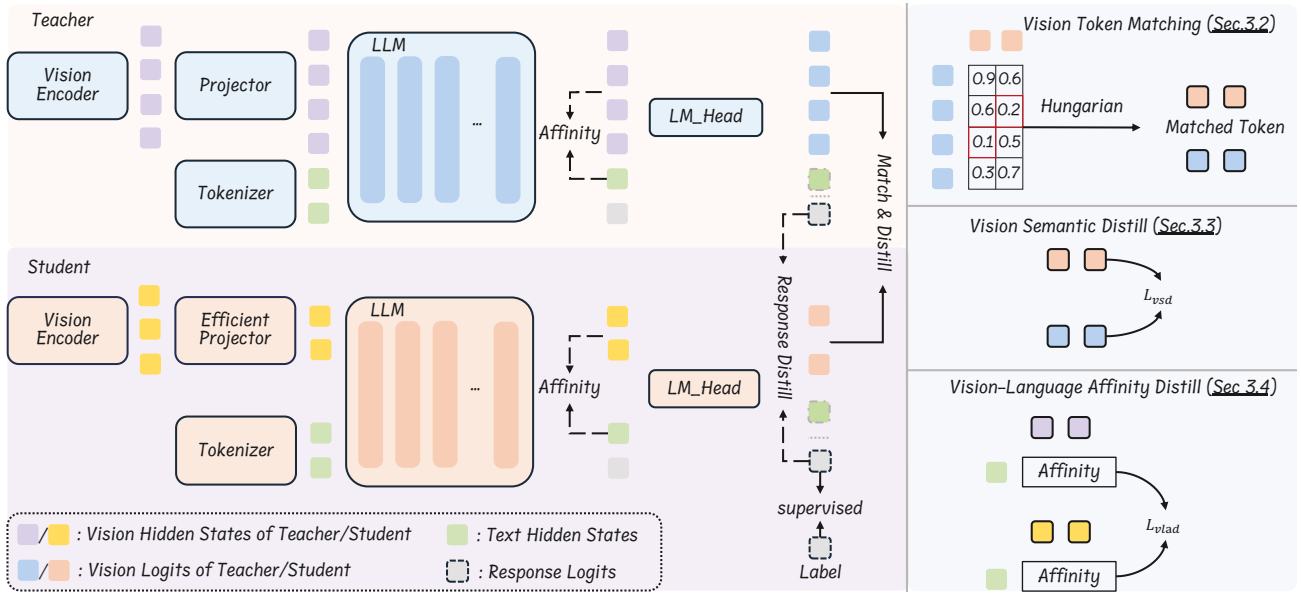 Teacher
Vision
Encoder
Projector
Tokenizer
LLM
...
Affinity
LM_Head
Match & Distill
Response Distill
Student
Vision
Encoder
Efficient
Projector
Tokenizer
LLM
...
Affinity
LM_Head
supervised
Label
/ : Vision Hidden States of Teacher/Student
: Text Hidden States
/ : Vision Logits of Teacher/Student
: Response Logits
Vision Token Matching (Sec.3.2)
0.9 0.6
0.6 0.2
0.1 0.5
0.3 0.7
Hungarian
Matched Token
Vision Semantic Distill (Sec.3.3)
L_vsd
Vision–Language Affinity Distill (Sec 3.4)
Affinity
L_vlad
Affinity